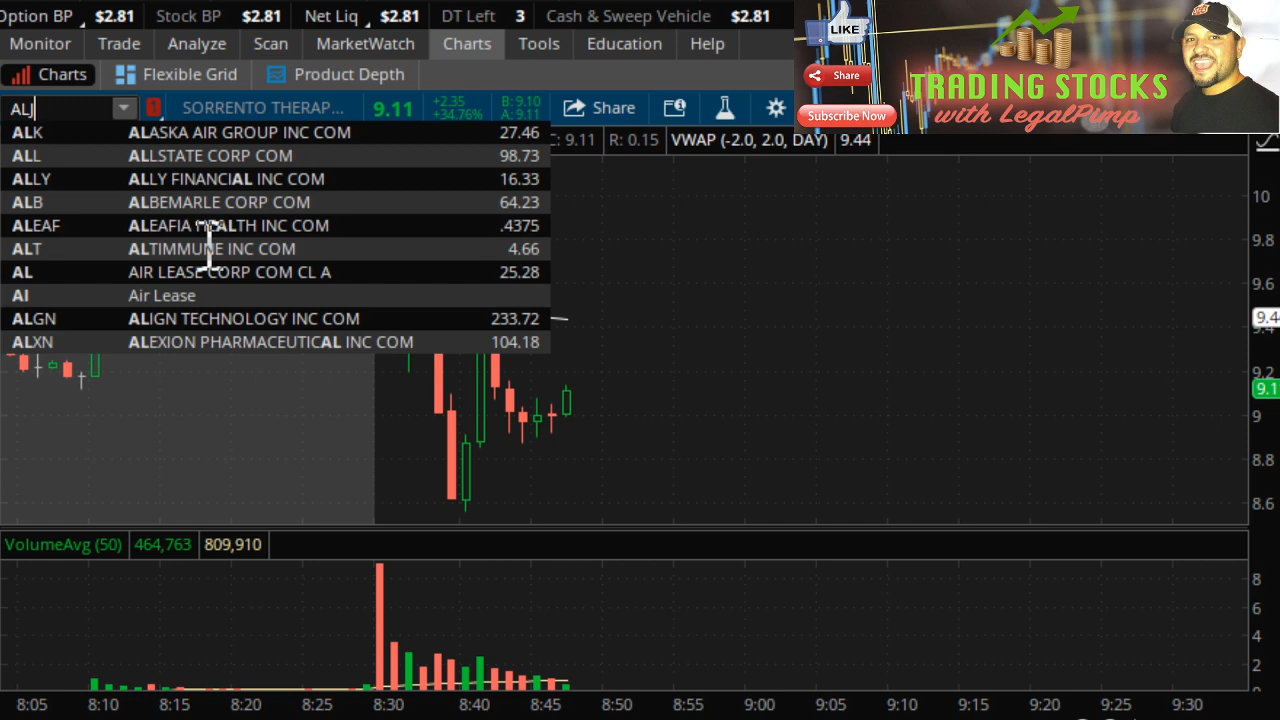 Option BP $2.81 Stock BP $2.81 Net Liq $2.81 DT Left 3 Cash & Sweep Vehicle $2.81
Monitor Trade Analyze Scan MarketWatch Charts Tools Education Help
Charts Flexible Grid Product Depth
ALJ SORRENTO THERAP... 9.11 +2.35 +34.76% B: 9.10 A: 9.11 Share
C: 9.11 R: 0.15 VWAP (-2.0, 2.0, DAY) 9.44
LIKE
Share
Subscribe Now
TRADING STOCKS
with LegalPimp
ALK ALASKA AIR GROUP INC COM 27.46
ALL ALLSTATE CORP COM 98.73
ALLY ALLY FINANCIAL INC COM 16.33
ALB ALBEMARLE CORP COM 64.23
ALEAF ALEAFIA HEALTH INC COM .4375
ALT ALTIMMUNE INC COM 4.66
AL AIR LEASE CORP COM CL A 25.28
Al Air Lease
ALGN ALIGN TECHNOLOGY INC COM 233.72
ALXN ALEXION PHARMACEUTICAL INC COM 104.18
10
9.8
9.6
9.44
9.4
9.2
9.1
9
8.8
8.6
VolumeAvg (50) 464,763 809,910
8
6
4
2
0
8:05 8:10 8:15 8:20 8:25 8:30 8:35 8:40 8:45 8:50 8:55 9:00 9:05 9:10 9:15 9:20 9:25 9:30